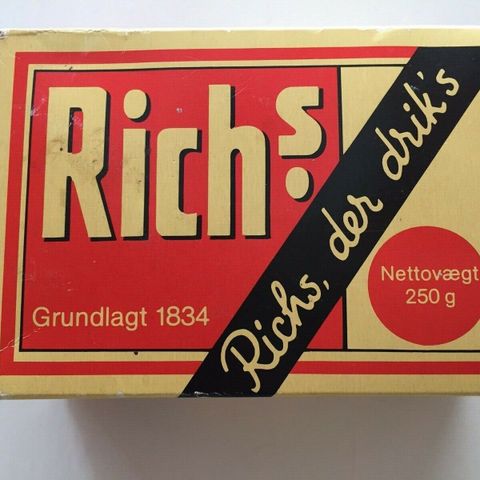 Richs.
Grundlagt 1834
Richs, der drik's
Nettovægt
250 g